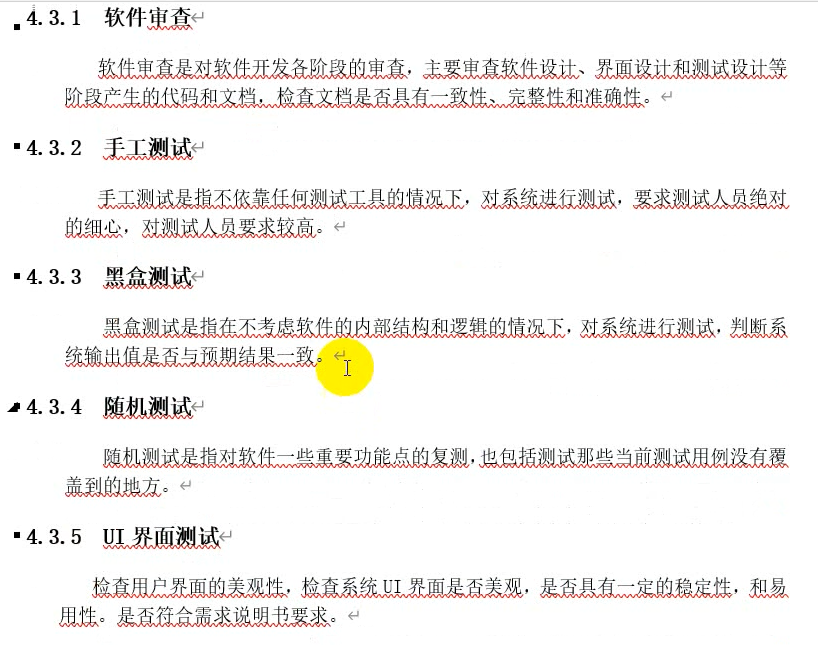 4.3.1 软件审查
软件审查是对软件开发各阶段的审查，主要审查软件设计、界面设计和测试设计等
阶段产生的代码和文档，检查文档是否具有一致性、完整性和准确性。
4.3.2 手工测试
手工测试是指不依靠任何测试工具的情况下，对系统进行测试，要求测试人员绝对
的细心，对测试人员要求较高。
4.3.3 黑盒测试
黑盒测试是指在不考虑软件的内部结构和逻辑的情况下，对系统进行测试，判断系
统输出值是否与预期结果一致。
4.3.4 随机测试
随机测试是指对软件一些重要功能点的复测，也包括测试那些当前测试用例没有覆
盖到的地方。
4.3.5 UI 界面测试
检查用户界面的美观性，检查系统 UI 界面是否美观，是否具有一定的稳定性，和易
用性。是否符合需求说明书要求。